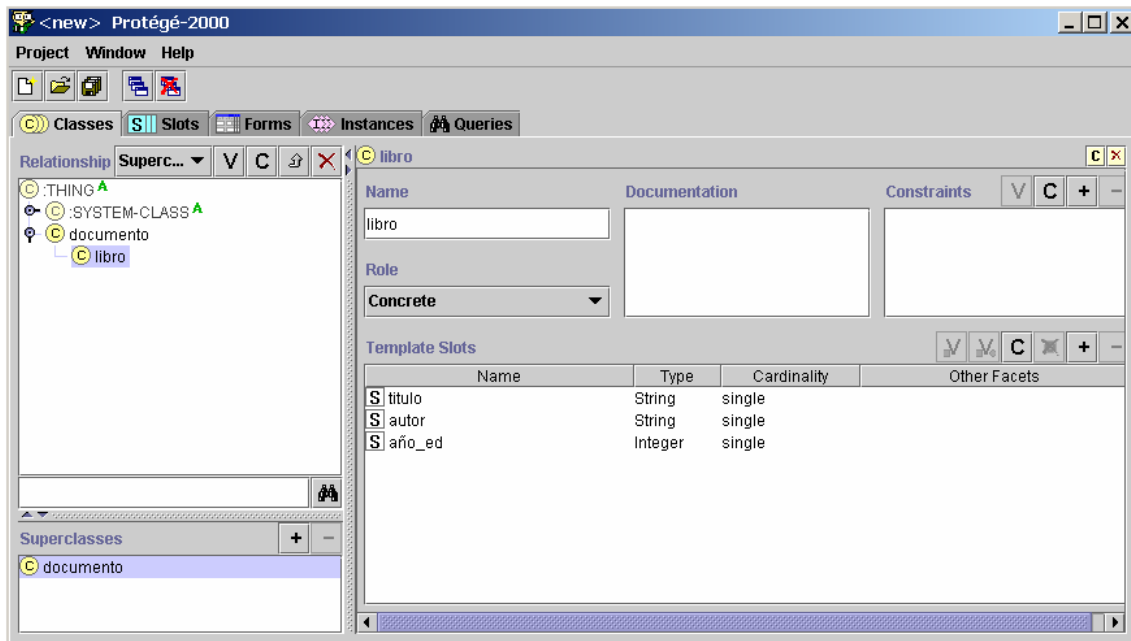 <new> Protégé-2000
Project Window Help
Classes S Slots Forms Instances Queries
Relationship Superc... V C
C :THING A
C :SYSTEM-CLASS A
C documento
C libro
Superclasses + −
C documento
C libro C
Name Documentation Constraints V C + −
libro
Role
Concrete
Template Slots V V C + −
Name Type Cardinality Other Facets
S titulo String single
S autor String single
S año_ed Integer single